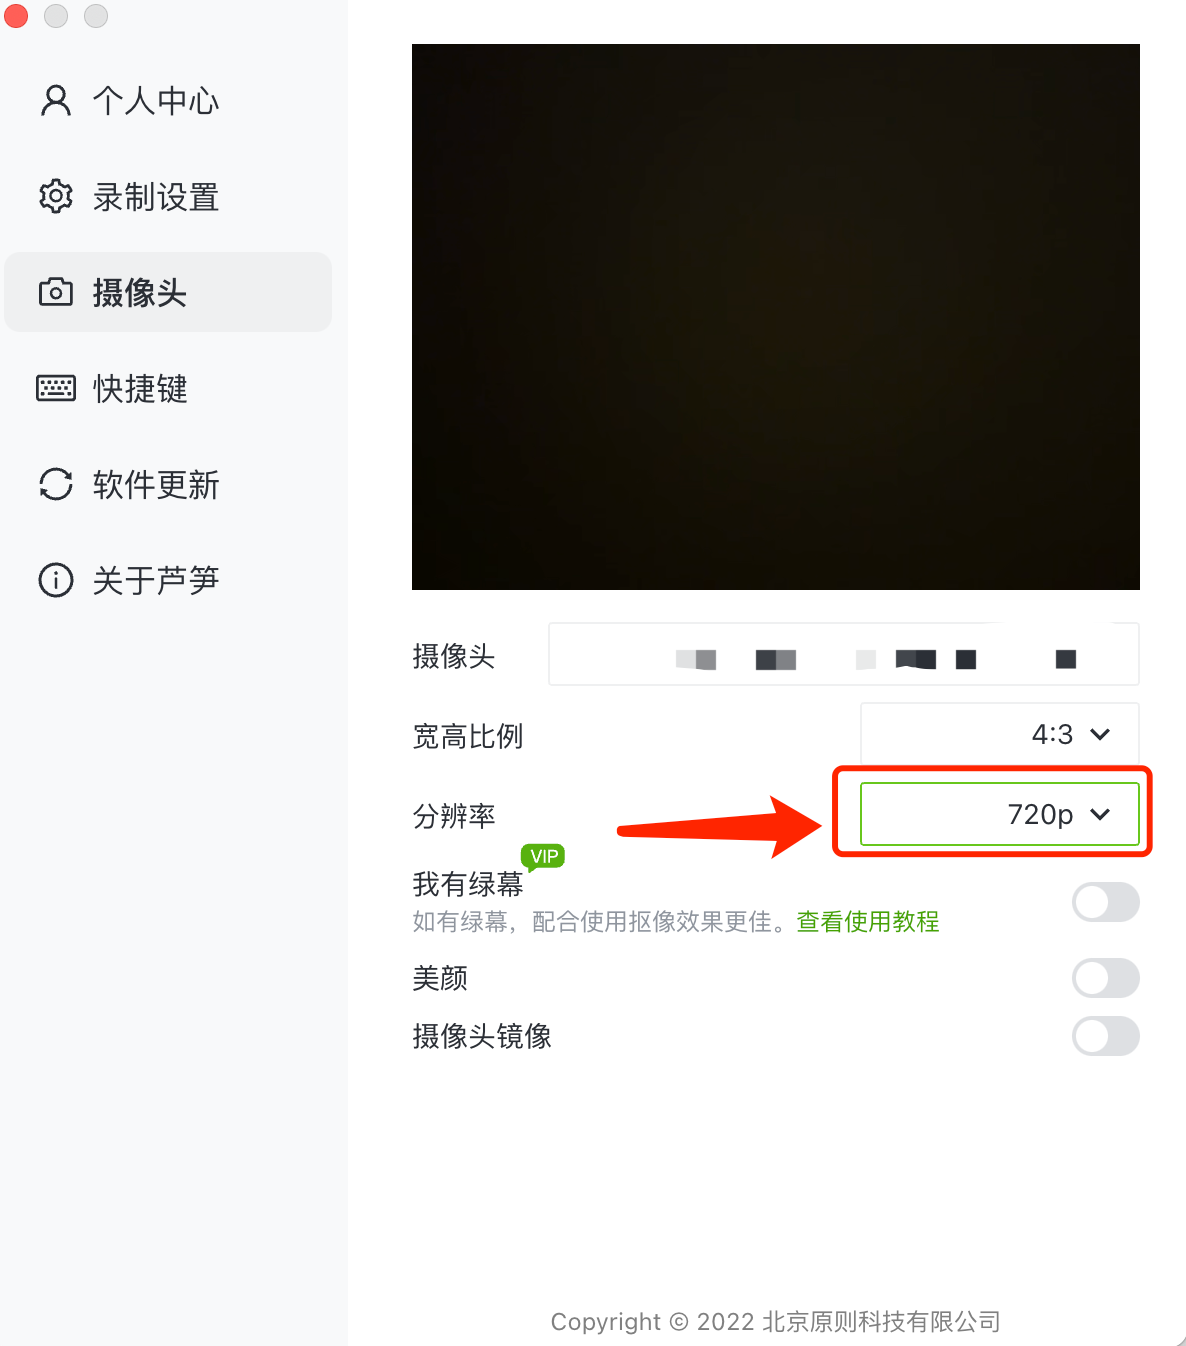 个人中心
录制设置
摄像头
快捷键
软件更新
关于芦笋
摄像头
宽高比例
4:3
分辨率
720p
我有绿幕 VIP
如有绿幕，配合使用抠像效果更佳。查看使用教程
美颜
摄像头镜像
Copyright © 2022 北京原则科技有限公司